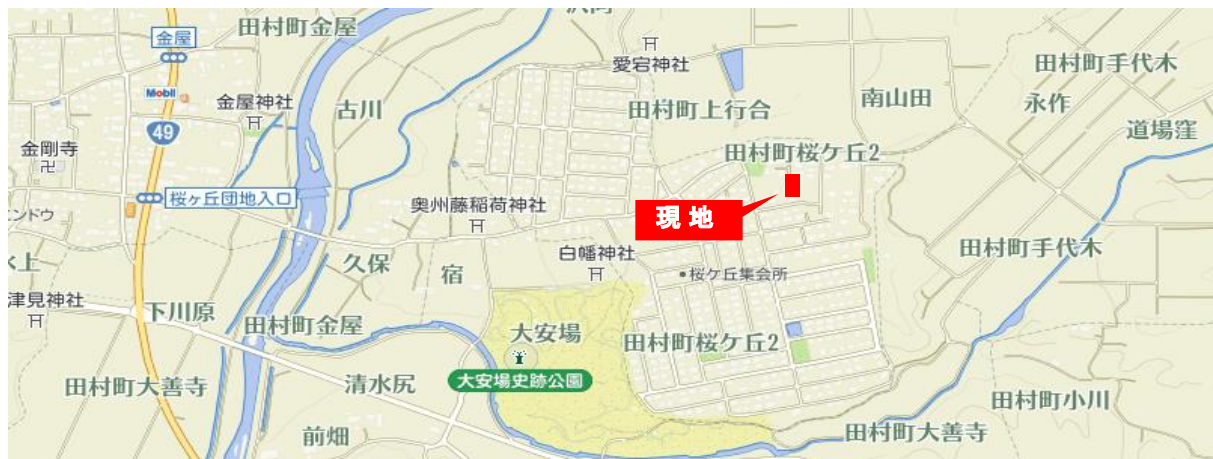 田村町金屋
金屋
愛宕神社
田村町手代木
Mobil
金屋神社
古川
田村町上行合
南山田
永作
49
道場窪
金剛寺
田村町桜ケ丘2
桜ヶ丘団地入口
奥州藤稲荷神社
現地
ンドウ
白幡神社
田村町手代木
久保
宿
桜ケ丘集会所
水上
津見神社
下川原
田村町金屋
大安場
田村町桜ケ丘2
大安場史跡公園
田村町大善寺
清水尻
田村町小川
前畑
田村町大善寺